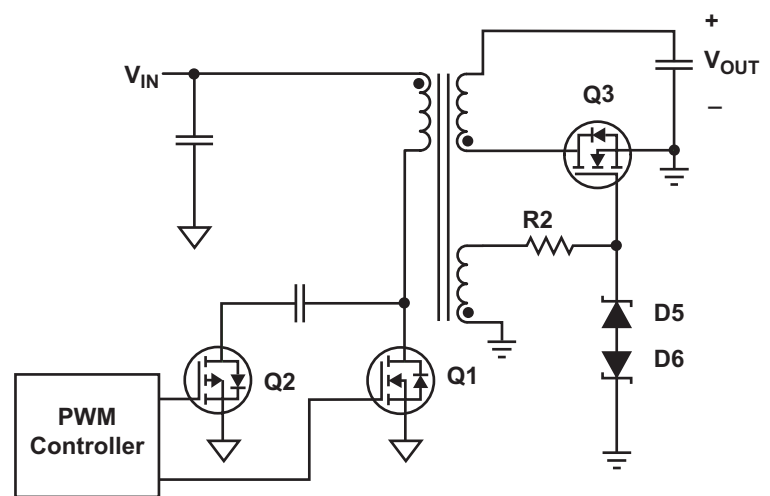 +
VIN
VOUT
Q3
–
R2
D5
Q2
Q1
D6
PWM
Controller